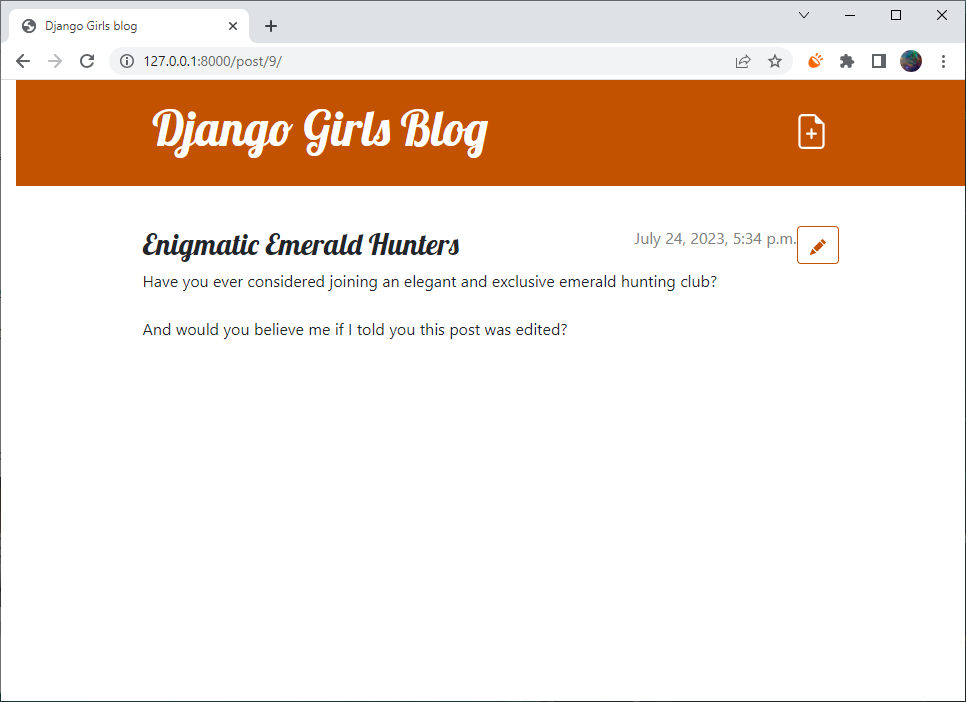 Django Girls blog
127.0.0.1:8000/post/9/
Django Girls Blog
Enigmatic Emerald Hunters
July 24, 2023, 5:34 p.m.
Have you ever considered joining an elegant and exclusive emerald hunting club?
And would you believe me if I told you this post was edited?